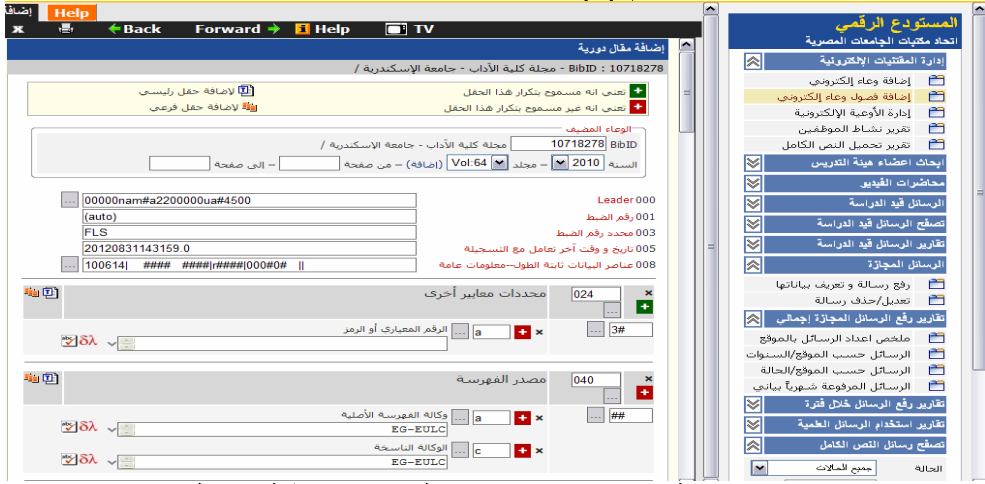 إضافة
Help
Back Forward Help TV
إضافة مقال دورية
BibID : 10718278 - مجلة كلية الأداب - جامعة الإسكندرية /
تعني انه مسموح بتكرار هذا الحقل
لإضافة حقل رئيسي
تعني انه غير مسموح بتكرار هذا الحقل
لاضافة حقل فرعي
الوعاء المضيف
BibID 10718278 مجلة كلية الأداب - جامعة الإسكندرية /
السنة 2010 – مجلد Vol:64 (إضافة) – من صفحة – إلى صفحة
Leader 000 00000nam#a2200000ua#4500 ...
001 رقم الضبط (auto)
003 محدد رقم الضبط FLS
005 تاريخ و وقت آخر تعامل مع التسجيلة 20120831143159.0
008 عناصر البيانات ثابتة الطول--معلومات عامة 100614| #### ####|r####|000#0# || ...
024 محددات معايير أخرى
...
3# ... a ... الرقم المعياري أو الرمز
δλ
040 مصدر الفهرسة
...
## ... a ... وكالة الفهرسة الأصلية
EG-EULC δλ
c ... الوكالة الناسخة
EG-EULC δλ
المستودع الرقمي
اتحاد مكتبات الجامعات المصرية
إدارة المقتنيات الإلكترونية
إضافة وعاء إلكتروني
إضافة فصول وعاء إلكتروني
إدارة الأوعية الإلكترونية
تقرير نشاط الموظفين
تقرير تحميل النص الكامل
ابحاث اعضاء هيئة التدريس
محاضرات الفيديو
الرسائل قيد الدراسة
تصفح الرسائل قيد الدراسة
تقارير الرسائل قيد الدراسة
الرسائل المجازة
رفع رسالة و تعريف بياناتها
تعديل/حذف رسالة
تقارير رفع الرسائل المجازة إجمالي
ملخص اعداد الرسائل بالموقع
الرسائل حسب الموقع/السنوات
الرسائل حسب الموقع/الحالة
الرسائل المرفوعة شهرياً بياني
تقارير رفع الرسائل خلال فترة
تقارير استخدام الرسائل العلمية
تصفح رسائل النص الكامل
الحالة جميع الحالات